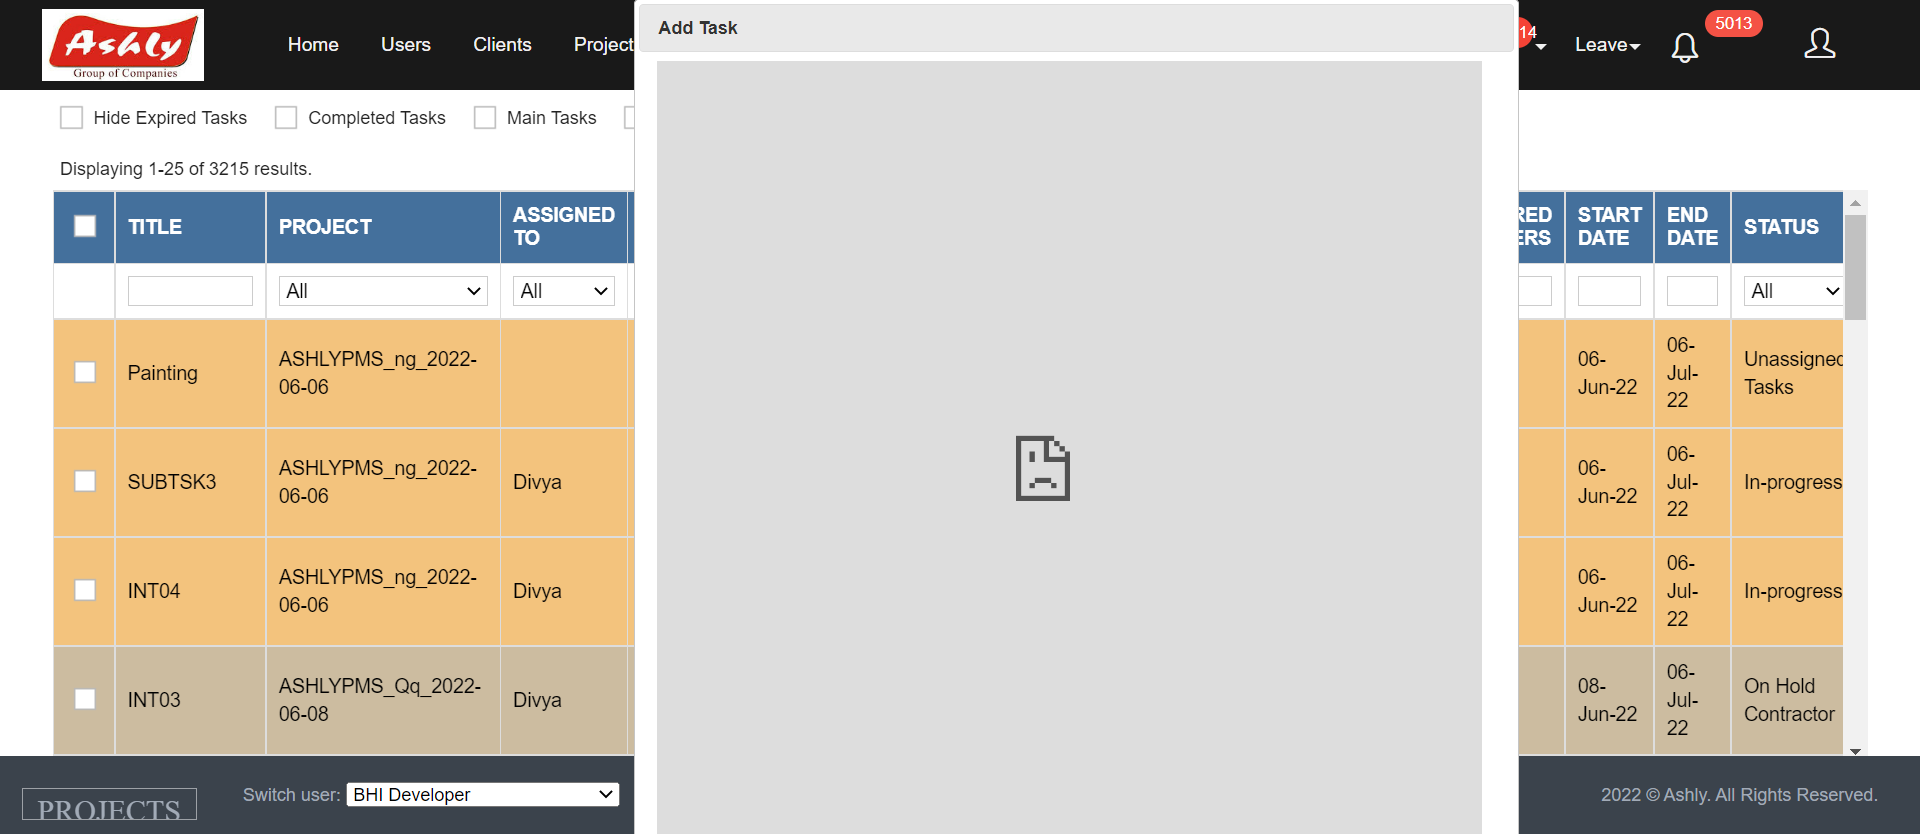 Ashly
Group of Companies
Home
Users
Clients
Project
Add Task
14
Leave
5013
Hide Expired Tasks
Completed Tasks
Main Tasks
Displaying 1-25 of 3215 results.
TITLE
PROJECT
ASSIGNED
TO
RED
ERS
START
DATE
END
DATE
STATUS
All
All
All
Painting
ASHLYPMS_ng_2022-
06-06
06-
Jun-22
06-
Jul-
22
Unassigned
Tasks
SUBTSK3
ASHLYPMS_ng_2022-
06-06
Divya
06-
Jun-22
06-
Jul-
22
In-progress
INT04
ASHLYPMS_ng_2022-
06-06
Divya
06-
Jun-22
06-
Jul-
22
In-progress
INT03
ASHLYPMS_Qq_2022-
06-08
Divya
08-
Jun-22
06-
Jul-
22
On Hold
Contractor
PROJECTS
Switch user:
BHI Developer
2022 © Ashly. All Rights Reserved.